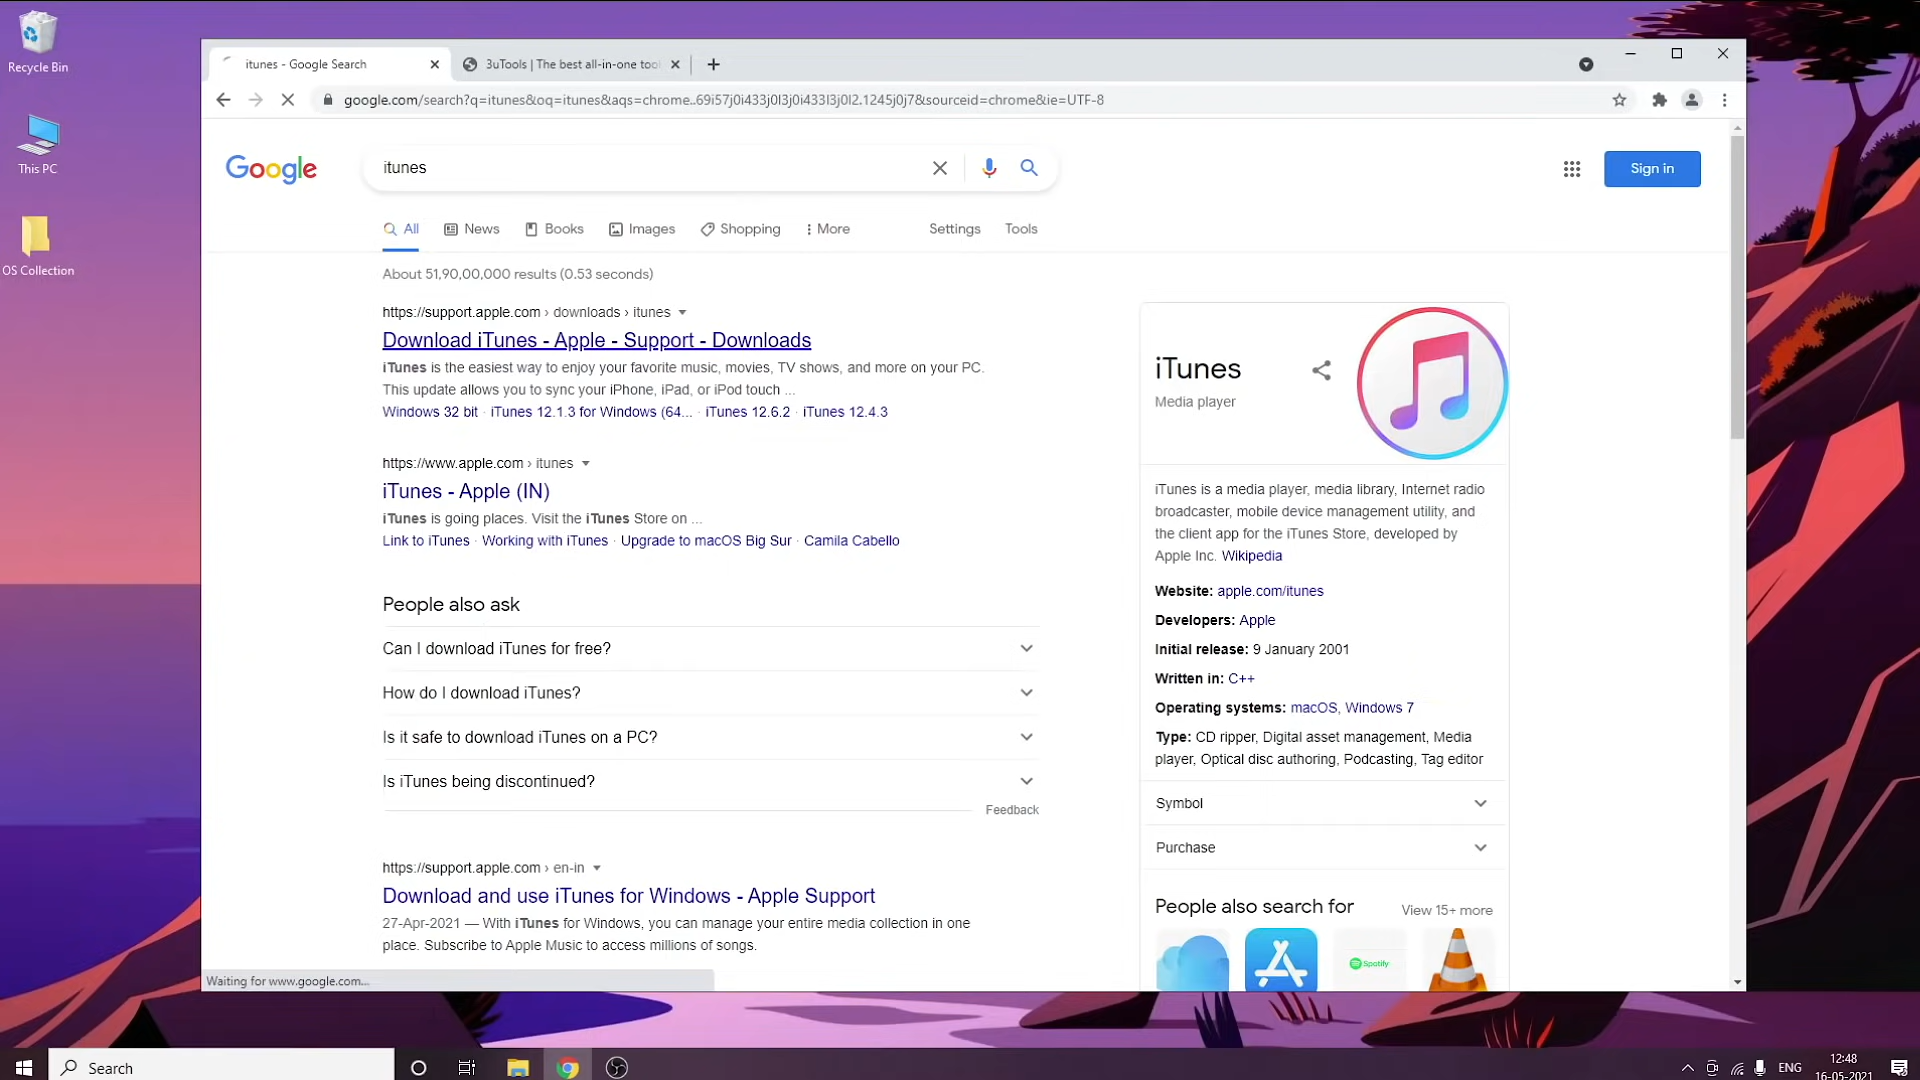 Recycle Bin
This PC
OS Collection
itunes - Google Search
3uTools | The best all-in-one tool
google.com/search?q=itunes&oq=itunes&aqs=chrome..69i57j0i433j0l3j0i433l3j0l2.1245j0j7&sourceid=chrome&ie=UTF-8
Google
itunes
Sign in
All
News
Books
Images
Shopping
More
Settings
Tools
About 51,90,00,000 results (0.53 seconds)
https://support.apple.com › downloads › itunes
Download iTunes - Apple - Support - Downloads
iTunes is the easiest way to enjoy your favorite music, movies, TV shows, and more on your PC.
This update allows you to sync your iPhone, iPad, or iPod touch ...
Windows 32 bit · iTunes 12.1.3 for Windows (64... · iTunes 12.6.2 · iTunes 12.4.3
https://www.apple.com › itunes
iTunes - Apple (IN)
iTunes is going places. Visit the iTunes Store on ...
Link to iTunes · Working with iTunes · Upgrade to macOS Big Sur · Camila Cabello
People also ask
Can I download iTunes for free?
How do I download iTunes?
Is it safe to download iTunes on a PC?
Is iTunes being discontinued?
Feedback
https://support.apple.com › en-in
Download and use iTunes for Windows - Apple Support
27-Apr-2021 — With iTunes for Windows, you can manage your entire media collection in one
place. Subscribe to Apple Music to access millions of songs.
Waiting for www.google.com...
iTunes
Media player
iTunes is a media player, media library, Internet radio
broadcaster, mobile device management utility, and
the client app for the iTunes Store, developed by
Apple Inc. Wikipedia
Website: apple.com/itunes
Developers: Apple
Initial release: 9 January 2001
Written in: C++
Operating systems: macOS, Windows 7
Type: CD ripper, Digital asset management, Media
player, Optical disc authoring, Podcasting, Tag editor
Symbol
Purchase
People also search for
View 15+ more
Spotify
Search
ENG
12:48
16-05-2021